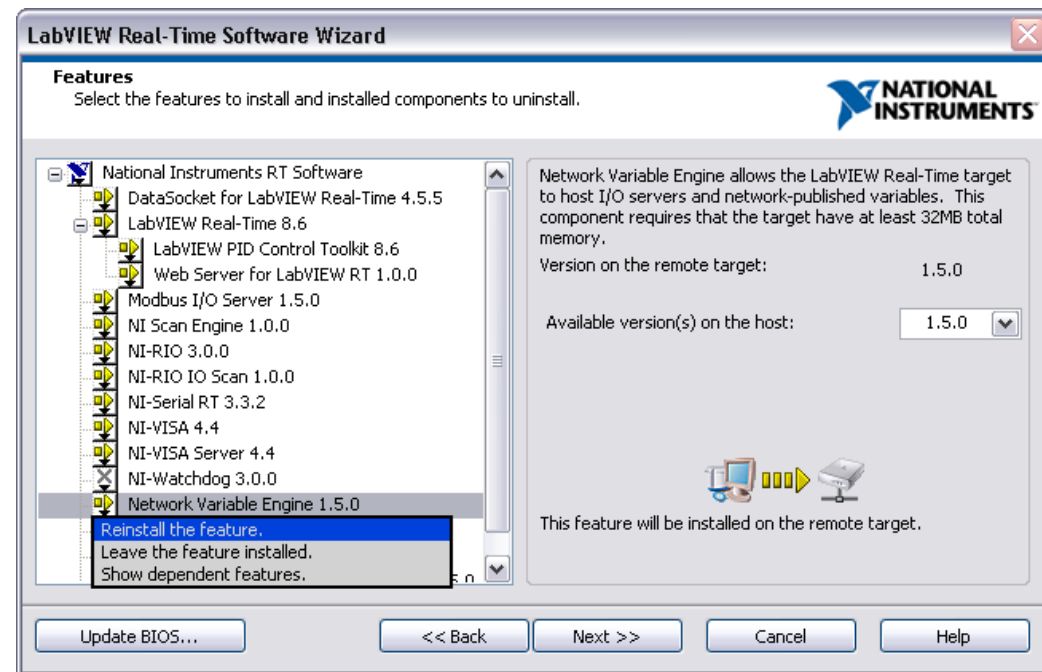 LabVIEW Real-Time Software Wizard
Features
Select the features to install and installed components to uninstall.
NATIONAL
INSTRUMENTS
National Instruments RT Software
DataSocket for LabVIEW Real-Time 4.5.5
LabVIEW Real-Time 8.6
LabVIEW PID Control Toolkit 8.6
Web Server for LabVIEW RT 1.0.0
Modbus I/O Server 1.5.0
NI Scan Engine 1.0.0
NI-RIO 3.0.0
NI-RIO IO Scan 1.0.0
NI-Serial RT 3.3.2
NI-VISA 4.4
NI-VISA Server 4.4
NI-Watchdog 3.0.0
Network Variable Engine 1.5.0
Reinstall the feature.
Leave the feature installed.
Show dependent features.
Network Variable Engine allows the LabVIEW Real-Time target
to host I/O servers and network-published variables. This
component requires that the target have at least 32MB total
memory.
Version on the remote target: 1.5.0
Available version(s) on the host: 1.5.0
This feature will be installed on the remote target.
Update BIOS... << Back Next >> Cancel Help